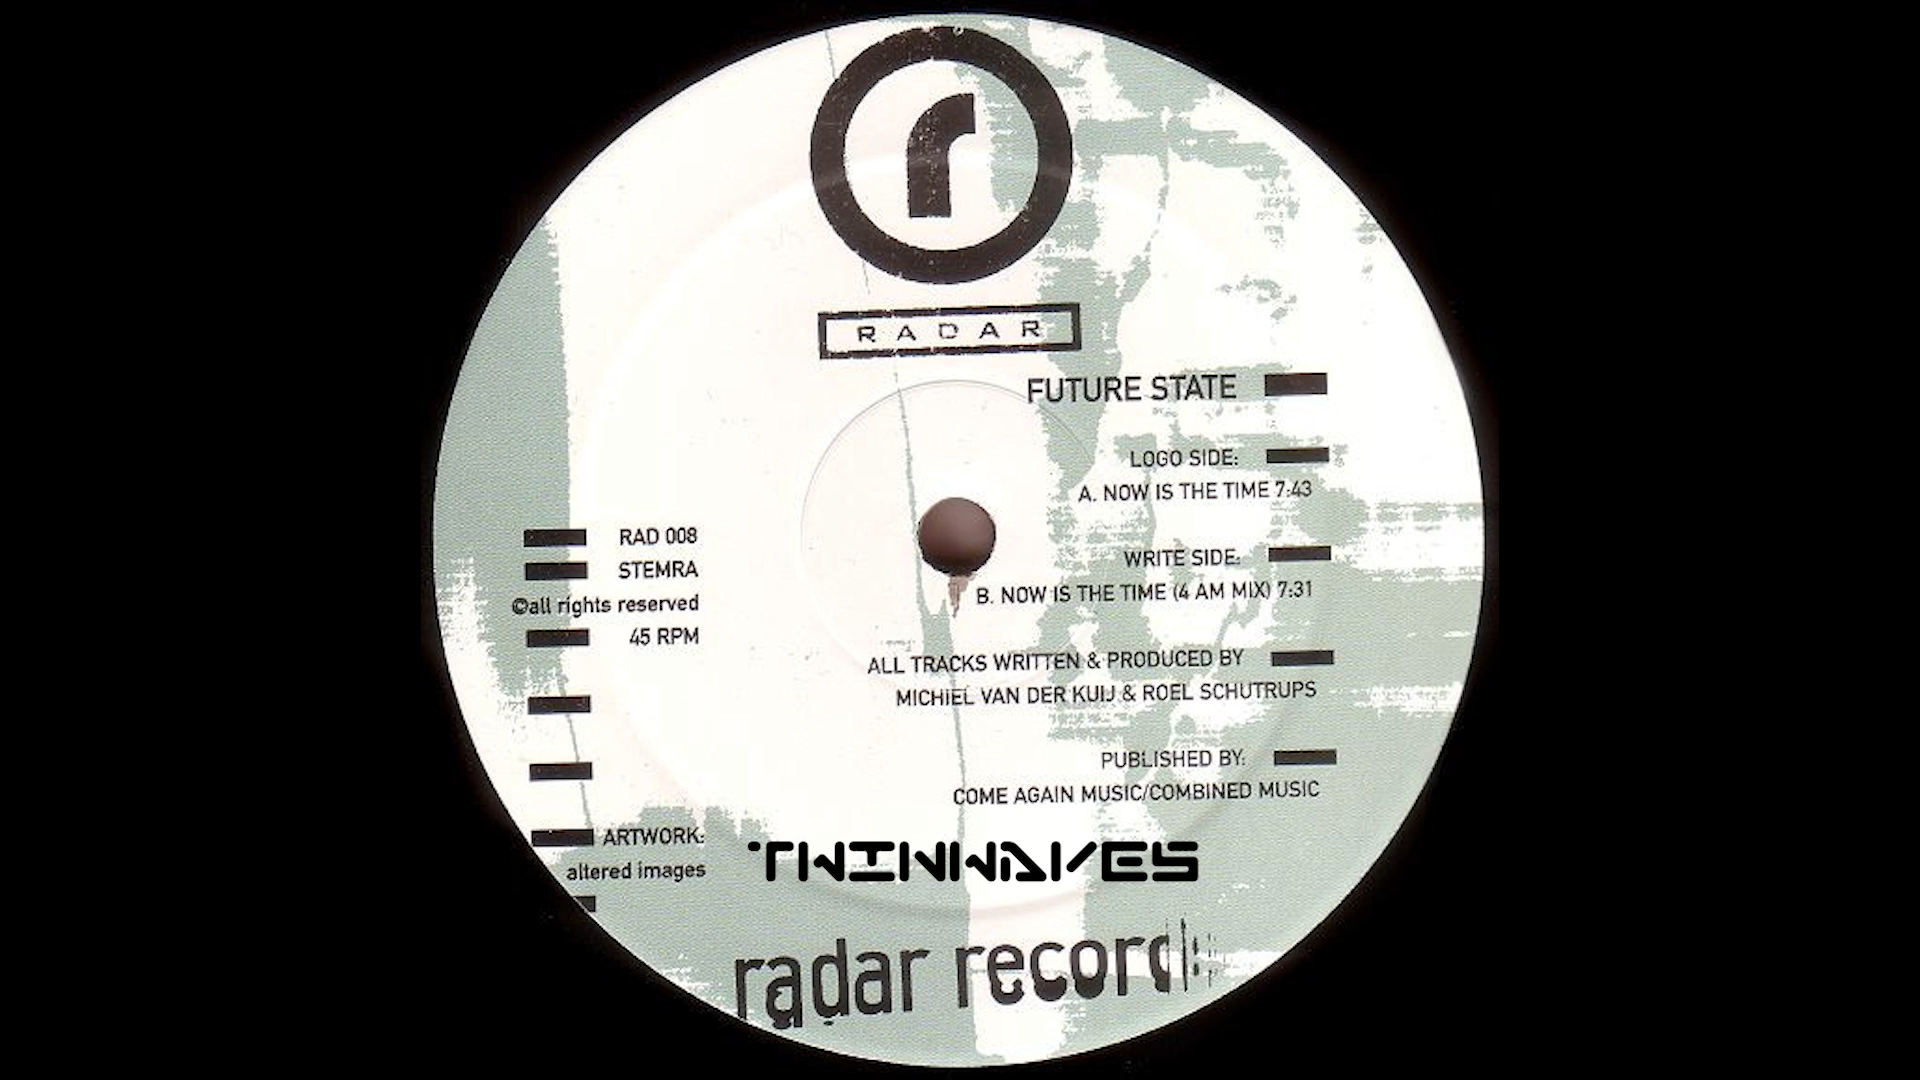 r
RADAR
FUTURE STATE
LOGO SIDE:
A. NOW IS THE TIME 7:43
WRITE SIDE:
B. NOW IS THE TIME (4 AM MIX) 7:31
ALL TRACKS WRITTEN & PRODUCED BY
MICHIEL VAN DER KUIJ & ROEL SCHUTRUPS
PUBLISHED BY:
COME AGAIN MUSIC/COMBINED MUSIC
RAD 008
STEMRA
©all rights reserved
45 RPM
ARTWORK:
altered images
TWINWAVES
radar record: